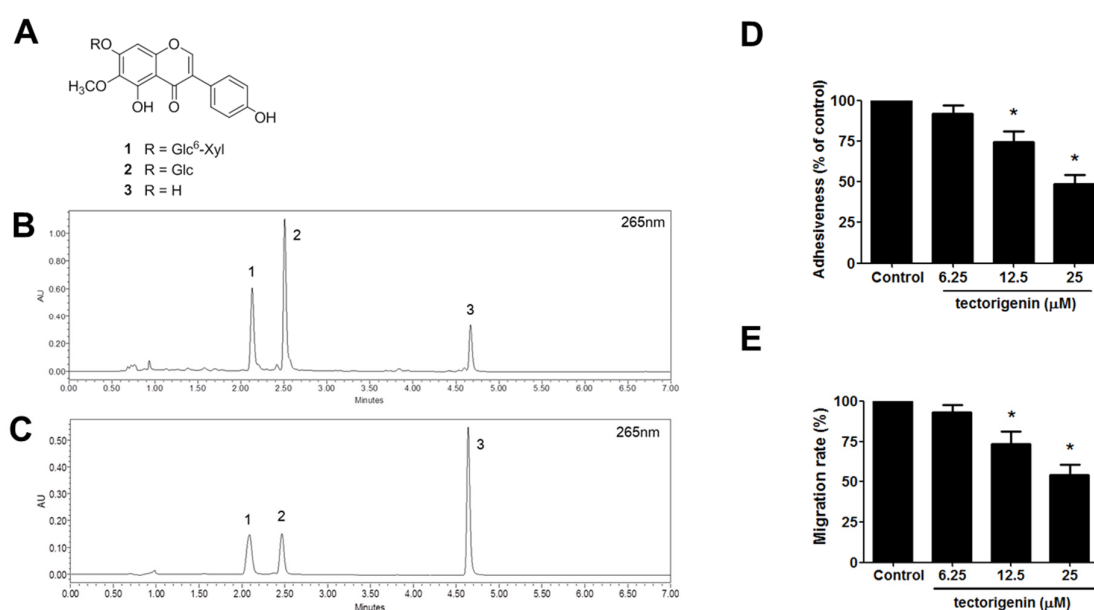 A
RO
O
H₃CO
OH
O
OH
1 R = Glc⁶-Xyl
2 R = Glc
3 R = H
B
265nm
1
2
3
AU
1.00
0.80
0.60
0.40
0.20
0.00
0.00 0.50 1.00 1.50 2.00 2.50 3.00 3.50 4.00 4.50 5.00 5.50 6.00 6.50 7.00
Minutes
C
265nm
1
2
3
AU
0.50
0.40
0.30
0.20
0.10
0.00
0.00 0.50 1.00 1.50 2.00 2.50 3.00 3.50 4.00 4.50 5.00 5.50 6.00 6.50 7.00
Minutes
D
Adhesiveness (% of control)
100
75
50
25
0
*
*
Control 6.25 12.5 25
tectorigenin (μM)
E
Migration rate (%)
100
75
50
25
0
*
*
Control 6.25 12.5 25
tectorigenin (μM)